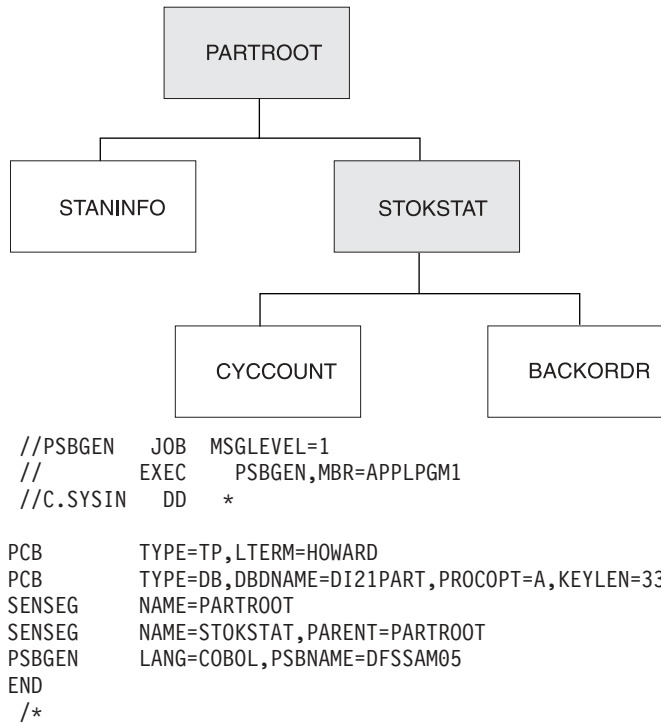 PARTROOT
STANINFO
STOKSTAT
CYCCOUNT
BACKORDR
//PSBGEN   JOB  MSGLEVEL=1
//         EXEC    PSBGEN,MBR=APPLPGM1
//C.SYSIN   DD   *
PCB        TYPE=TP,LTERM=HOWARD
PCB        TYPE=DB,DBDNAME=DI21PART,PROCOPT=A,KEYLEN=33
SENSEG     NAME=PARTROOT
SENSEG     NAME=STOKSTAT,PARENT=PARTROOT
PSBGEN     LANG=COBOL,PSBNAME=DFSSAM05
END
/*